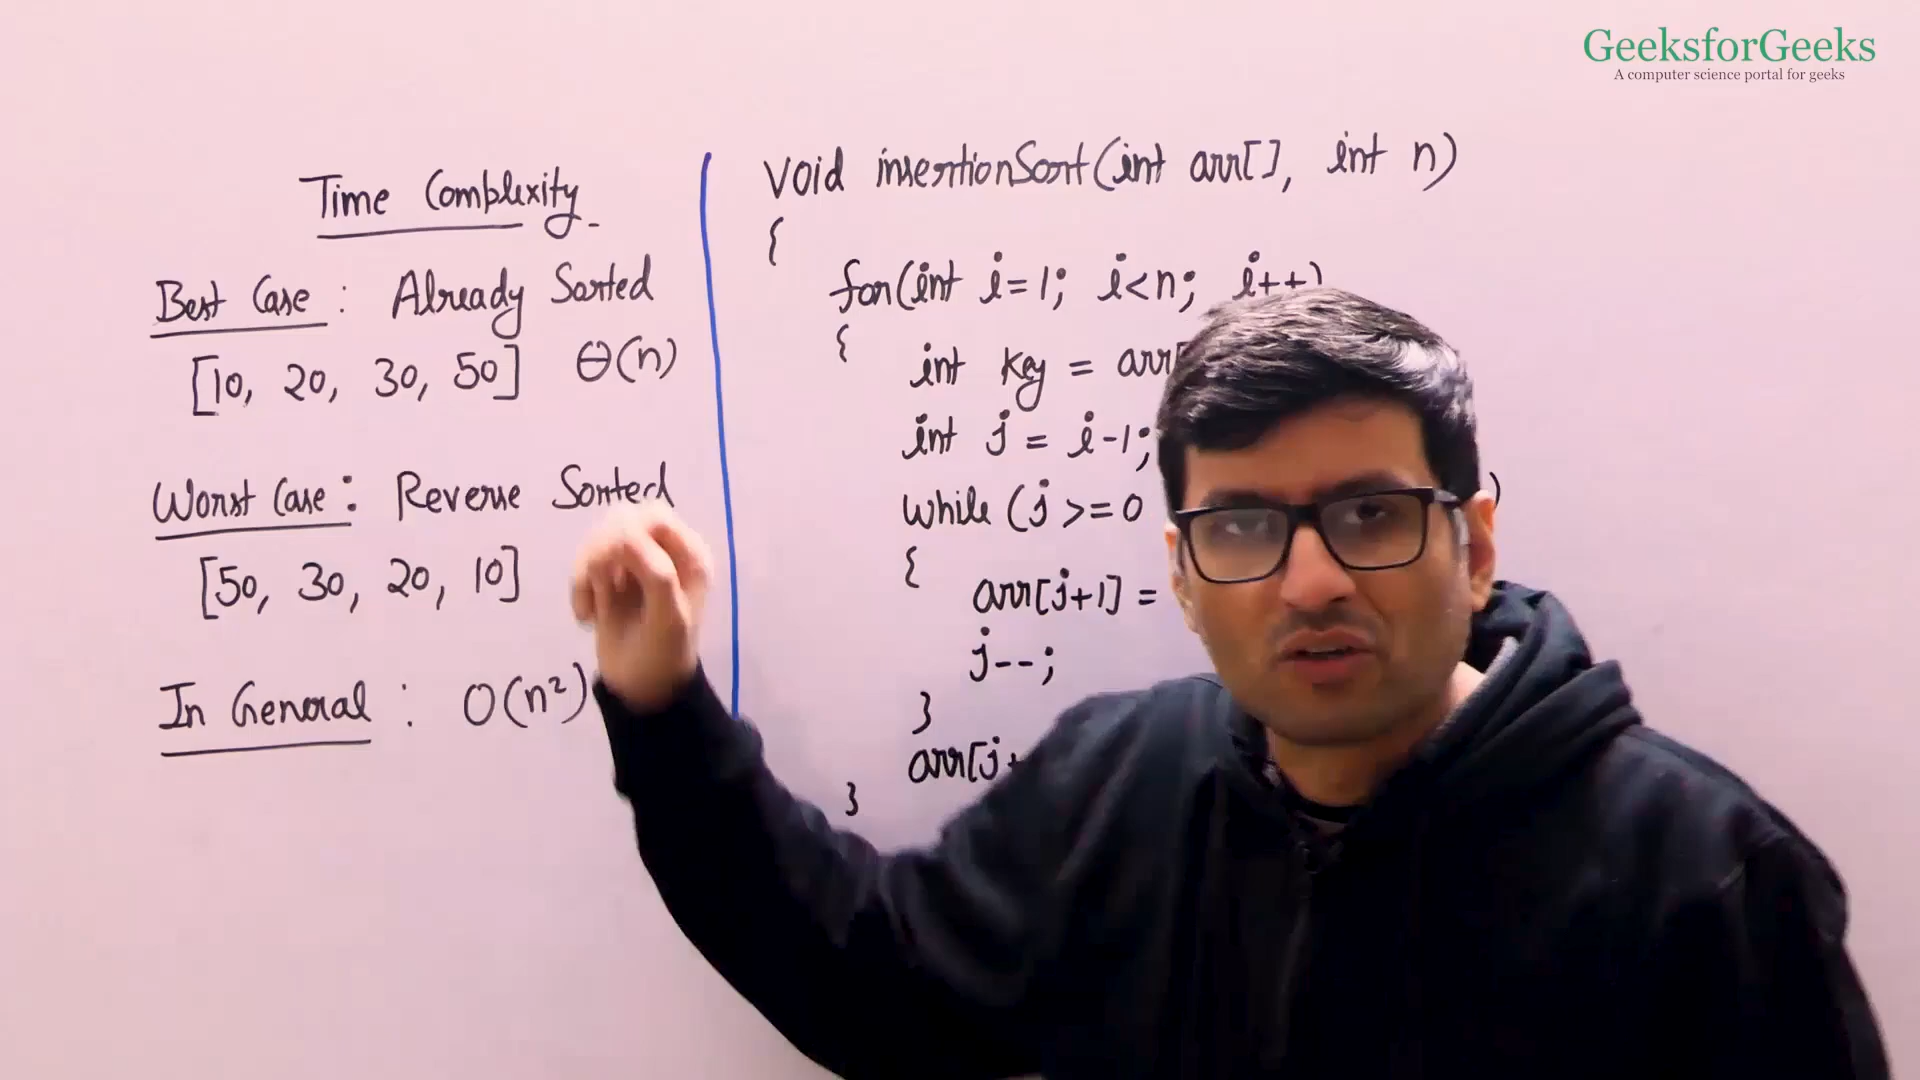 GeeksforGeeks
A computer science portal for geeks
Time Complexity
Best Case : Already Sorted
[10, 20, 30, 50] Θ(n)
Worst Case : Reverse Sorted
[50, 30, 20, 10]
In General : O(n²)
void insertionSort(int arr[], int n)
{
for(int i=1; i<n; i++)
{
int key = arr[
int j = i-1;
while (j >=0 )
{
arr[j+1] =
j--;
}
arr[j+
}